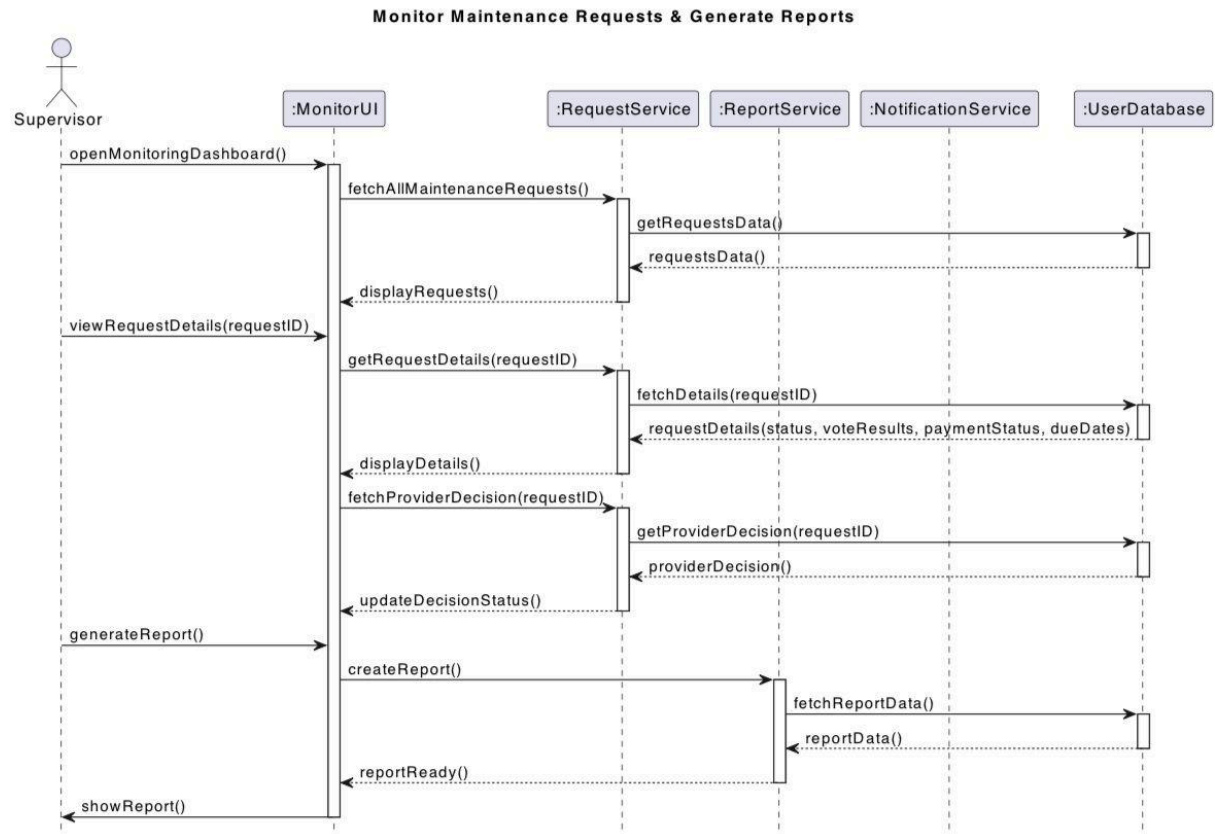 Monitor Maintenance Requests & Generate Reports
Supervisor
:MonitorUI
:RequestService
:ReportService
:NotificationService
:UserDatabase
openMonitoringDashboard()
fetchAllMaintenanceRequests()
getRequestsData()
requestsData()
displayRequests()
viewRequestDetails(requestID)
getRequestDetails(requestID)
fetchDetails(requestID)
requestDetails(status, voteResults, paymentStatus, dueDates)
displayDetails()
fetchProviderDecision(requestID)
getProviderDecision(requestID)
providerDecision()
updateDecisionStatus()
generateReport()
createReport()
fetchReportData()
reportData()
reportReady()
showReport()